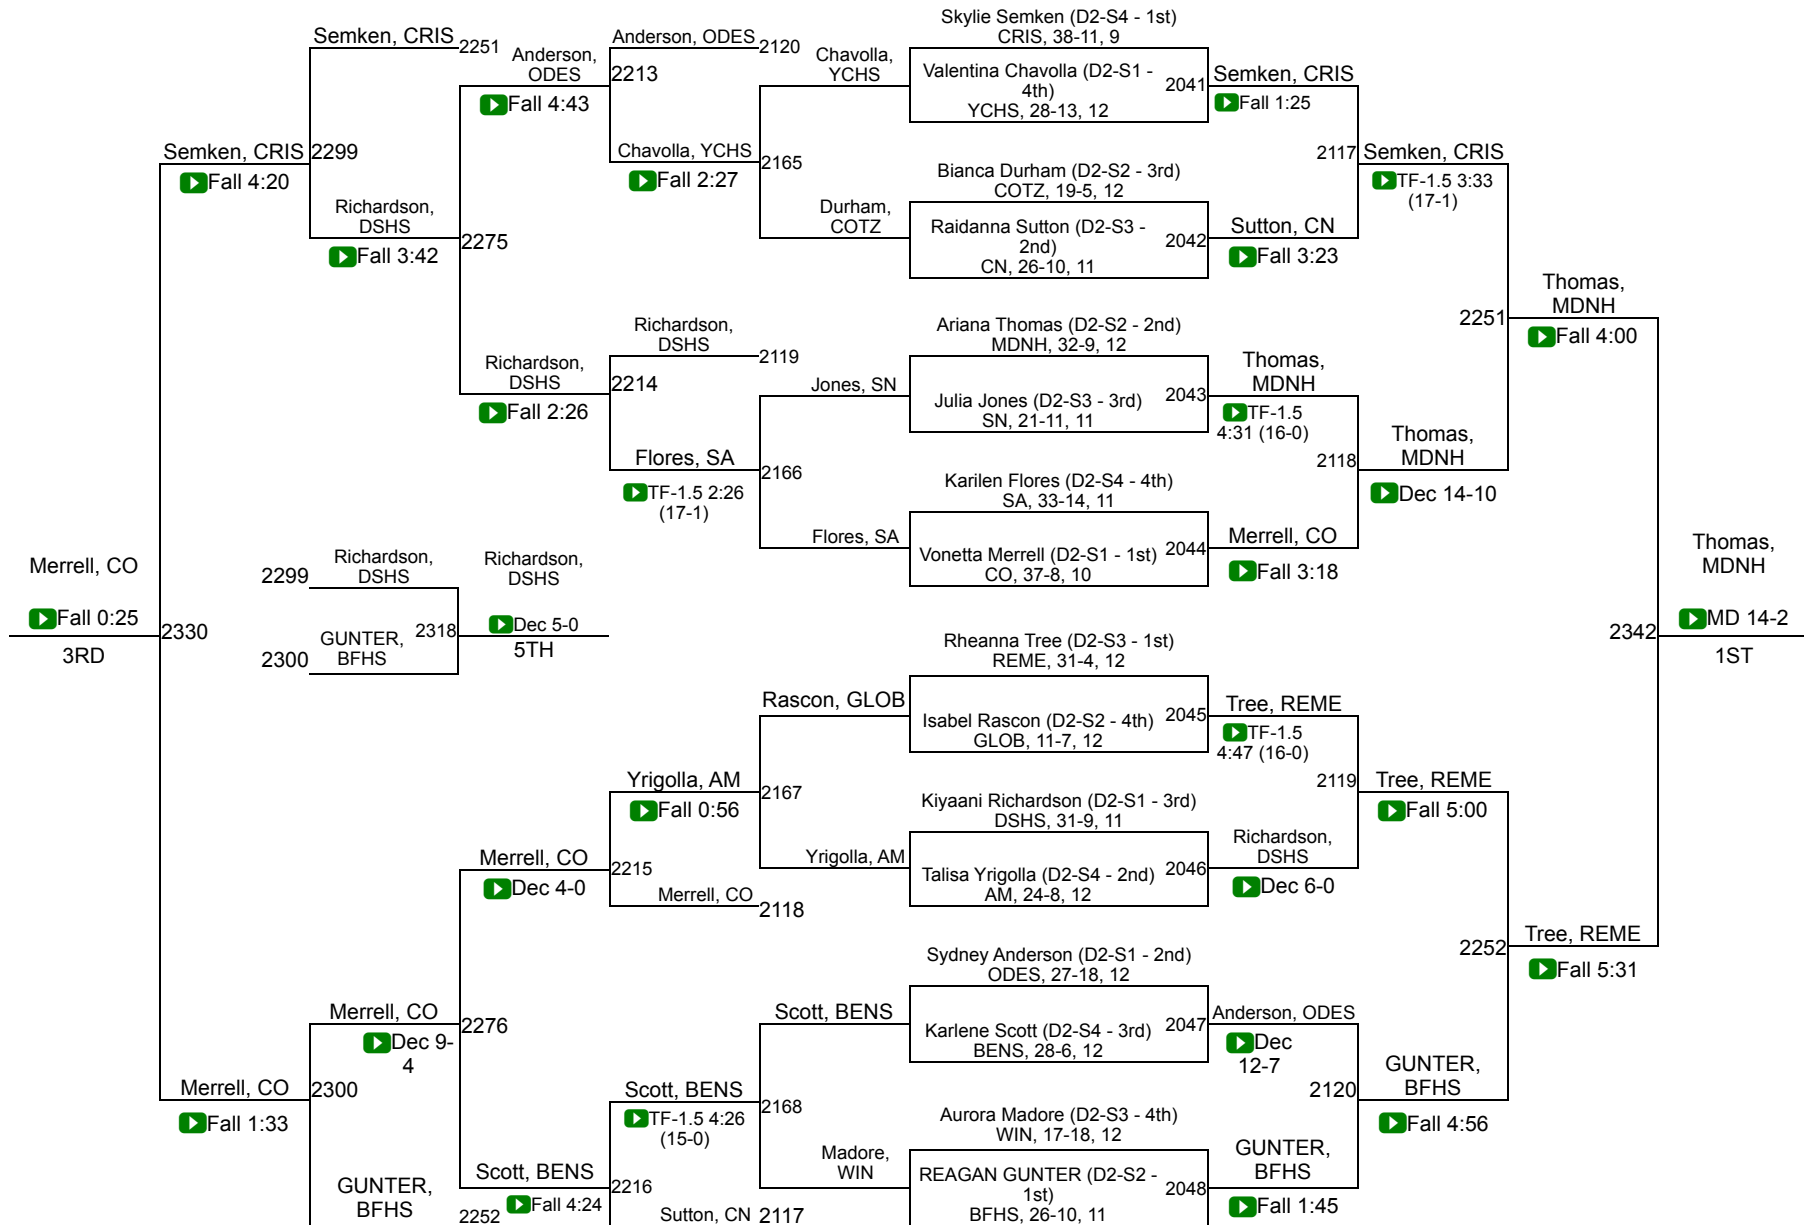 Semken, CRIS
2251
Anderson,
ODES
Fall 4:43
Anderson, ODES
2120
2213
Chavolla,
YCHS
Skylie Semken (D2-S4 - 1st)
CRIS, 38-11, 9
Valentina Chavolla (D2-S1 -
4th)
YCHS, 28-13, 12
2041
Semken, CRIS
Fall 1:25
Semken, CRIS
2299
Fall 4:20
Richardson,
DSHS
Fall 3:42
2275
Chavolla, YCHS
2165
Fall 2:27
Durham,
COTZ
Bianca Durham (D2-S2 - 3rd)
COTZ, 19-5, 12
Raidanna Sutton (D2-S3 -
2nd)
CN, 26-10, 11
2042
Sutton, CN
Fall 3:23
2117
Semken, CRIS
TF-1.5 3:33
(17-1)
Thomas,
MDNH
2251
Fall 4:00
Richardson,
DSHS
2119
Richardson,
DSHS
2214
Fall 2:26
Jones, SN
Ariana Thomas (D2-S2 - 2nd)
MDNH, 32-9, 12
Julia Jones (D2-S3 - 3rd)
SN, 21-11, 11
2043
Thomas,
MDNH
TF-1.5
4:31 (16-0)
Flores, SA
2166
TF-1.5 2:26
(17-1)
Flores, SA
Karilen Flores (D2-S4 - 4th)
SA, 33-14, 11
Vonetta Merrell (D2-S1 - 1st)
CO, 37-8, 10
2044
Merrell, CO
Fall 3:18
2118
Thomas,
MDNH
Dec 14-10
Merrell, CO
Fall 0:25
3RD
2330
2299
Richardson,
DSHS
2300
GUNTER,
BFHS
2318
Richardson,
DSHS
Dec 5-0
5TH
2342
Thomas,
MDNH
MD 14-2
1ST
Rascon, GLOB
Rheanna Tree (D2-S3 - 1st)
REME, 31-4, 12
Isabel Rascon (D2-S2 - 4th)
GLOB, 11-7, 12
2045
Tree, REME
TF-1.5
4:47 (16-0)
Yrigolla, AM
2167
Fall 0:56
Yrigolla, AM
Kiyaani Richardson (D2-S1 - 3rd)
DSHS, 31-9, 11
Talisa Yrigolla (D2-S4 - 2nd)
AM, 24-8, 12
2046
Richardson,
DSHS
Dec 6-0
2119
Tree, REME
Fall 5:00
Merrell, CO
2215
Dec 4-0
Merrell, CO
2118
2252
Tree, REME
Fall 5:31
Merrell, CO
2276
Dec 9-
4
Scott, BENS
Sydney Anderson (D2-S1 - 2nd)
ODES, 27-18, 12
Karlene Scott (D2-S4 - 3rd)
BENS, 28-6, 12
2047
Anderson, ODES
Dec
12-7
Merrell, CO
2300
Fall 1:33
Scott, BENS
2168
TF-1.5 4:26
(15-0)
Madore,
WIN
Aurora Madore (D2-S3 - 4th)
WIN, 17-18, 12
REAGAN GUNTER (D2-S2 -
1st)
BFHS, 26-10, 11
2048
GUNTER,
BFHS
Fall 1:45
2120
GUNTER,
BFHS
Fall 4:56
GUNTER,
BFHS
2252
Scott, BENS
2216
Fall 4:24
Sutton, CN
2117